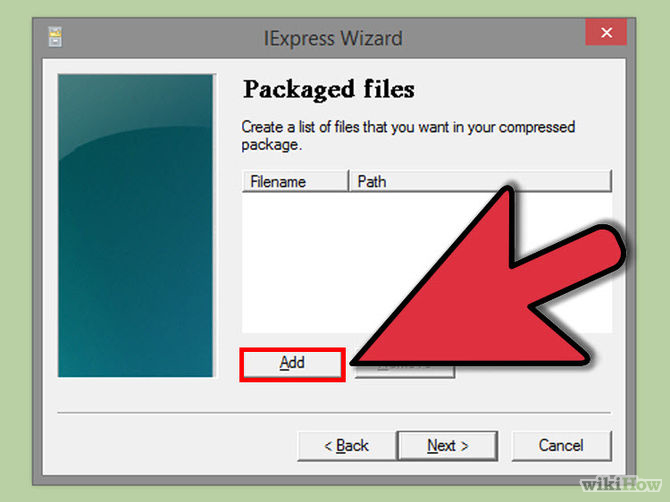 IExpress Wizard
Packaged files
Create a list of files that you want in your compressed
package.
Filename Path
Add
< Back Next > Cancel
wikiHow